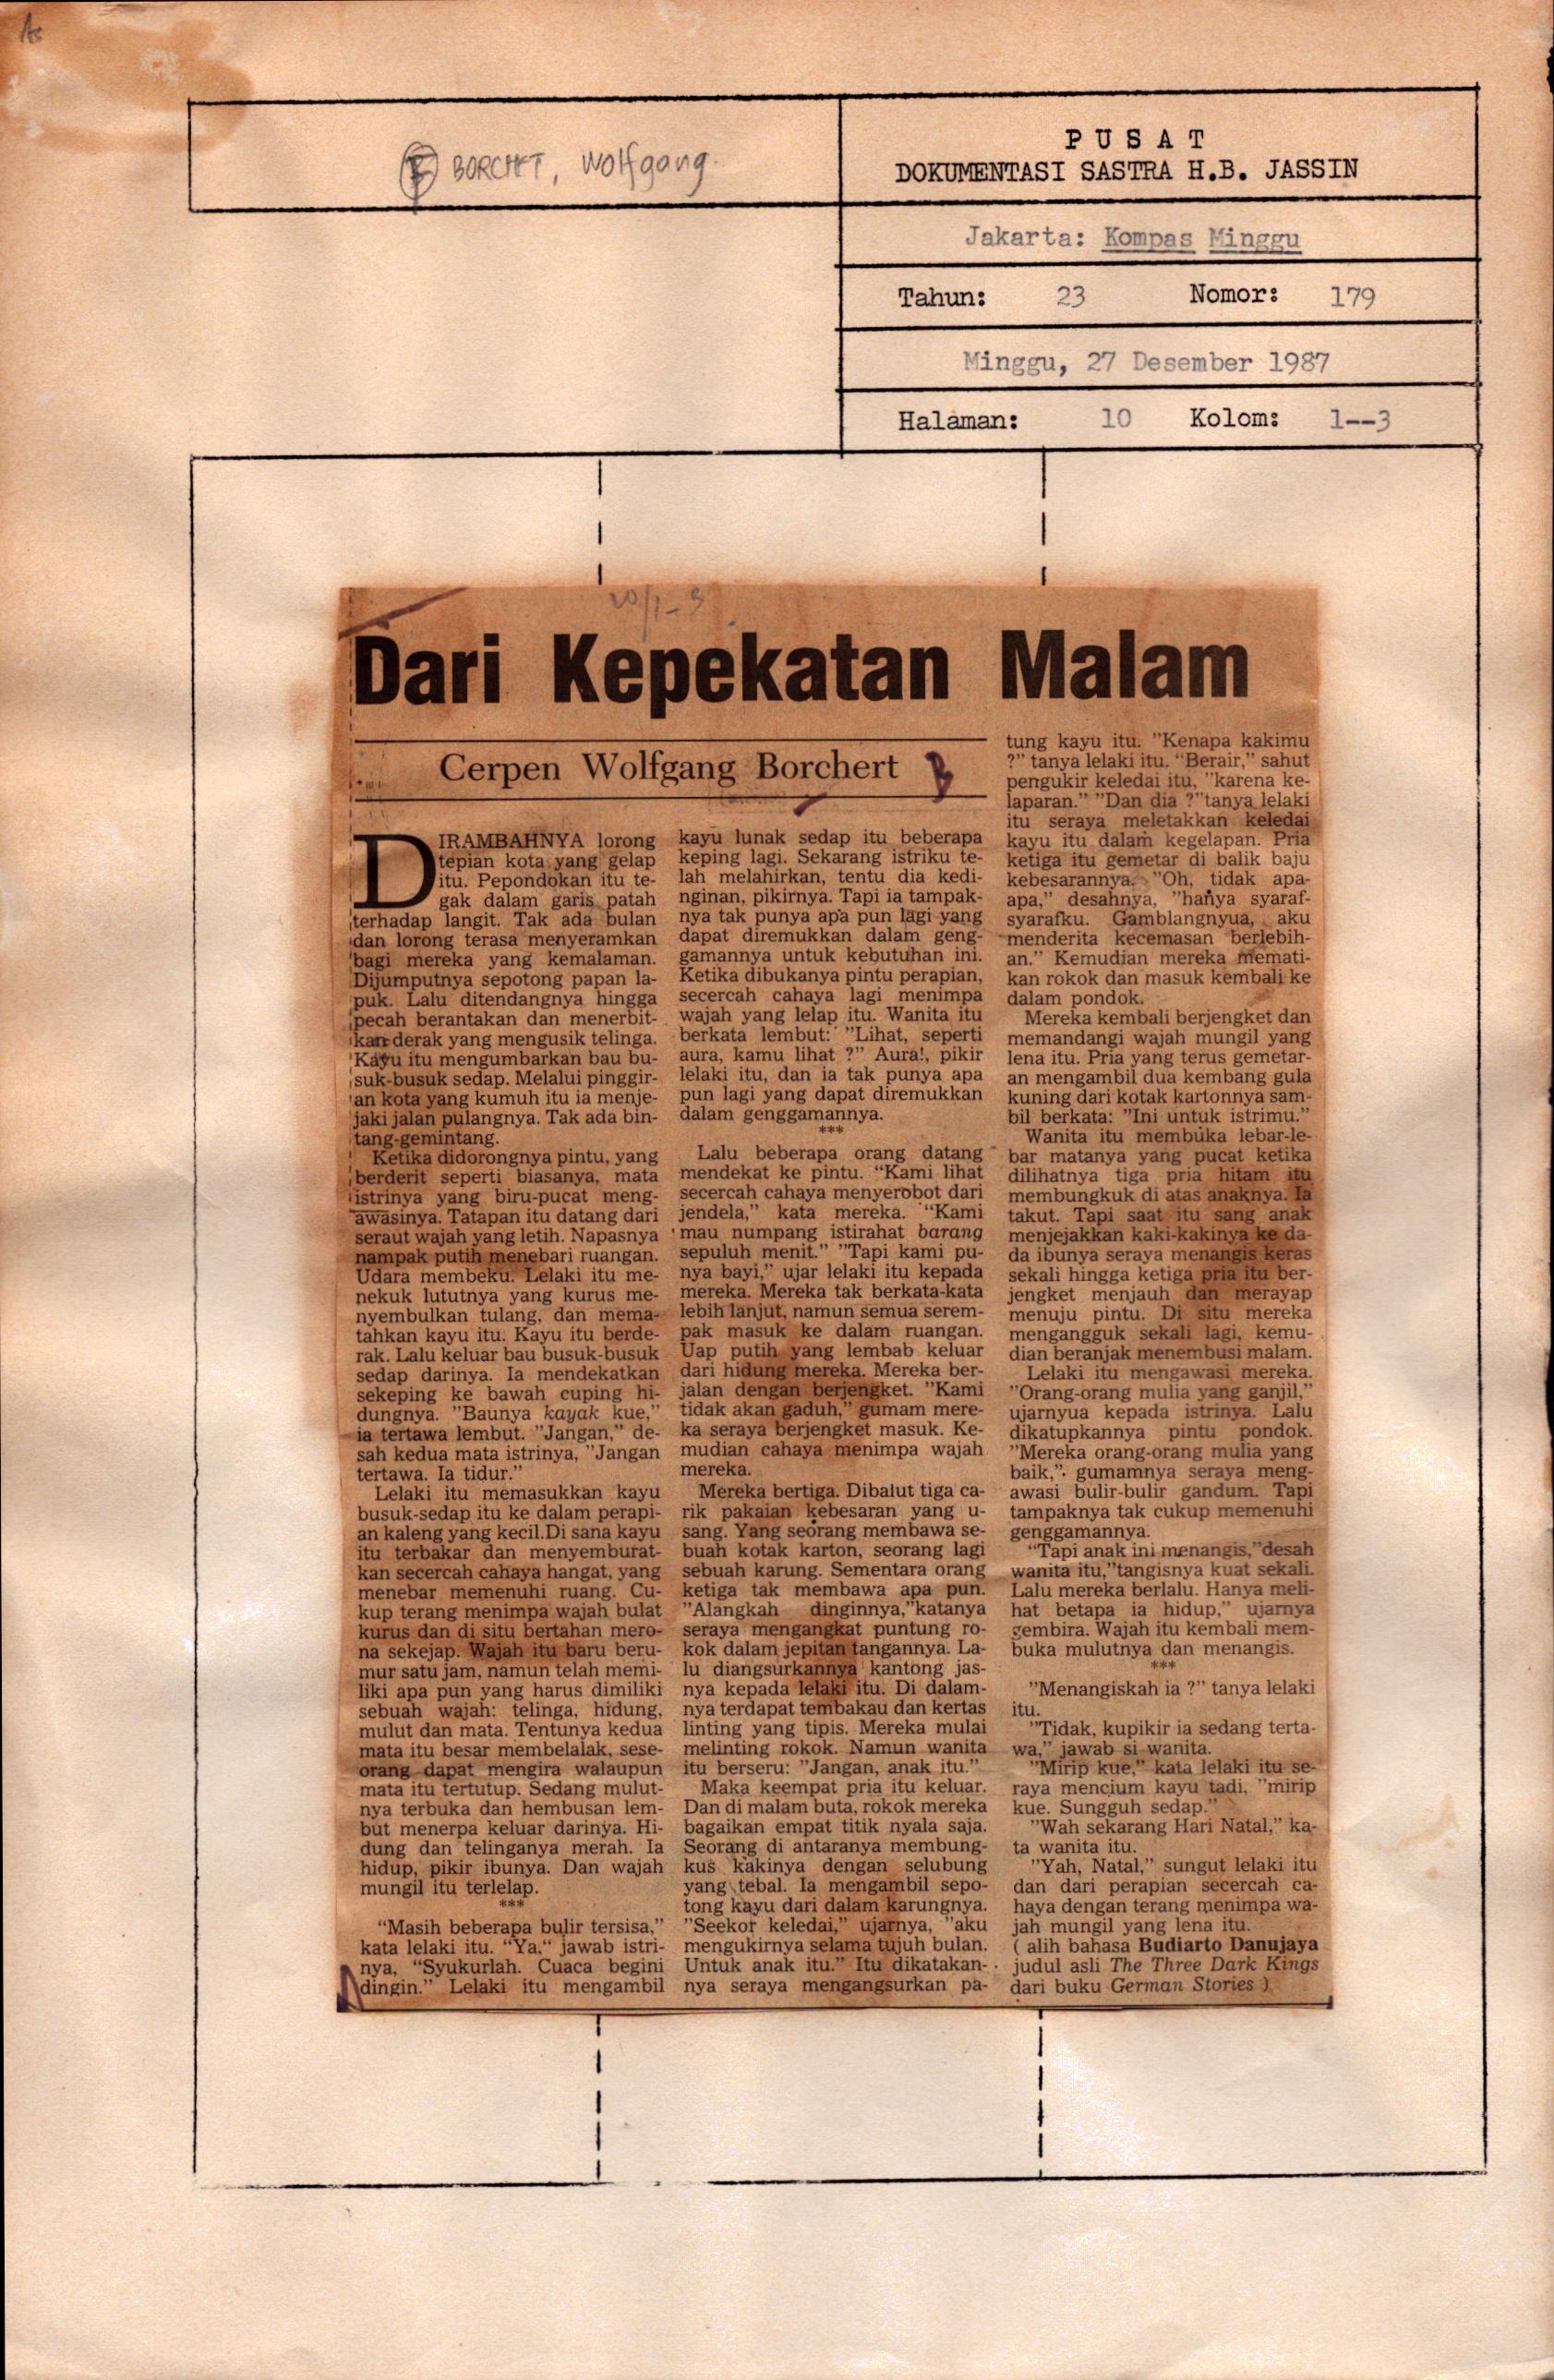 As
BORCHET, Wolfgang.
P U S A T
DOKUMENTASI SASTRA H.B. JASSIN
Jakarta: Kompas Minggu
Tahun: 23 Nomor: 179
Minggu, 27 Desember 1987
Halaman: 10 Kolom: 1--3
Dari Kepekatan Malam
Cerpen Wolfgang Borchert
DIRAMBAHNYA lorong
tepian kota yang gelap
itu. Pepondokan itu te-
gak dalam garis patah
terhadap langit. Tak ada bulan
dan lorong terasa menyeramkan
bagi mereka yang kemalaman.
Dijumputnya sepotong papan la-
puk. Lalu ditendangnya hingga
pecah berantakan dan menerbit-
kan derak yang mengusik telinga.
Kayu itu mengumbarkan bau bu-
suk-busuk sedap. Melalui pinggir-
an kota yang kumuh itu ia menje-
jaki jalan pulangnya. Tak ada bin-
tang-gemintang.
Ketika didorongnya pintu, yang
berderit seperti biasanya, mata
istrinya yang biru-pucat meng-
awasinya. Tatapan itu datang dari
seraut wajah yang letih. Napasnya
nampak putih menebari ruangan.
Udara membeku. Lelaki itu me-
nekuk lututnya yang kurus me-
nyembulkan tulang, dan mema-
tahkan kayu itu. Kayu itu berde-
rak. Lalu keluar bau busuk-busuk
sedap darinya. Ia mendekatkan
sekeping ke bawah cuping hi-
dungnya. ”Baunya kayak kue,”
ia tertawa lembut. ”Jangan,” de-
sah kedua mata istrinya, ”Jangan
tertawa. Ia tidur.”
Lelaki itu memasukkan kayu
busuk-sedap itu ke dalam perapi-
an kaleng yang kecil.Di sana kayu
itu terbakar dan menyemburat-
kan secercah cahaya hangat, yang
menebar memenuhi ruang. Cu-
kup terang menimpa wajah bulat
kurus dan di situ bertahan mero-
na sekejap. Wajah itu baru beru-
mur satu jam, namun telah memi-
liki apa pun yang harus dimiliki
sebuah wajah: telinga, hidung,
mulut dan mata. Tentunya kedua
mata itu besar membelalak, sese-
orang dapat mengira walaupun
mata itu tertutup. Sedang mulut-
nya terbuka dan hembusan lem-
but menerpa keluar darinya. Hi-
dung dan telinganya merah. Ia
hidup, pikir ibunya. Dan wajah
mungil itu terlelap.
***
“Masih beberapa bulir tersisa,”
kata lelaki itu. “Ya,“ jawab istri-
nya, “Syukurlah. Cuaca begini
dingin.” Lelaki itu mengambil
kayu lunak sedap itu beberapa
keping lagi. Sekarang istriku te-
lah melahirkan, tentu dia kedi-
nginan, pikirnya. Tapi ia tampak-
nya tak punya apa pun lagi yang
dapat diremukkan dalam geng-
gamannya untuk kebutuhan ini.
Ketika dibukanya pintu perapian,
secercah cahaya lagi menimpa
wajah yang lelap itu. Wanita itu
berkata lembut: ”Lihat, seperti
aura, kamu lihat ?” Aura!, pikir
lelaki itu, dan ia tak punya apa
pun lagi yang dapat diremukkan
dalam genggamannya.
***
Lalu beberapa orang datang
mendekat ke pintu. “Kami lihat
secercah cahaya menyerobot dari
jendela,” kata mereka. “Kami
mau numpang istirahat barang
sepuluh menit.” ”Tapi kami pu-
nya bayi,” ujar lelaki itu kepada
mereka. Mereka tak berkata-kata
lebih lanjut, namun semua serem-
pak masuk ke dalam ruangan.
Uap putih yang lembab keluar
dari hidung mereka. Mereka ber-
jalan dengan berjengket. ”Kami
tidak akan gaduh,” gumam mere-
ka seraya berjengket masuk. Ke-
mudian cahaya menimpa wajah
mereka.
Mereka bertiga. Dibalut tiga ca-
rik pakaian kebesaran yang u-
sang. Yang seorang membawa se-
buah kotak karton, seorang lagi
sebuah karung. Sementara orang
ketiga tak membawa apa pun.
”Alangkah dinginnya,”katanya
seraya mengangkat puntung ro-
kok dalam jepitan tangannya. La-
lu diangsurkannya kantong jas-
nya kepada lelaki itu. Di dalam-
nya terdapat tembakau dan kertas
linting yang tipis. Mereka mulai
melinting rokok. Namun wanita
itu berseru: ”Jangan, anak itu.”
Maka keempat pria itu keluar.
Dan di malam buta, rokok mereka
bagaikan empat titik nyala saja.
Seorang di antaranya membung-
kus kakinya dengan selubung
yang tebal. Ia mengambil sepo-
tong kayu dari dalam karungnya.
”Seekor keledai,” ujarnya, ”aku
mengukirnya selama tujuh bulan.
Untuk anak itu.” Itu dikatakan-
nya seraya mengangsurkan pa-
tung kayu itu. ”Kenapa kakimu
?” tanya lelaki itu. “Berair,” sahut
pengukir keledai itu, ”karena ke-
laparan.” ”Dan dia ?”tanya lelaki
itu seraya meletakkan keledai
kayu itu dalam kegelapan. Pria
ketiga itu gemetar di balik baju
kebesarannya. ”Oh, tidak apa-
apa,” desahnya, ”hanya syaraf-
syarafku. Gamblangnyua, aku
menderita kecemasan berlebih-
an.” Kemudian mereka memati-
kan rokok dan masuk kembali ke
dalam pondok.
Mereka kembali berjengket dan
memandangi wajah mungil yang
lena itu. Pria yang terus gemetar-
an mengambil dua kembang gula
kuning dari kotak kartonnya sam-
bil berkata: ”Ini untuk istrimu.”
Wanita itu membuka lebar-le-
bar matanya yang pucat ketika
dilihatnya tiga pria hitam itu
membungkuk di atas anaknya. Ia
takut. Tapi saat itu sang anak
menjejakkan kaki-kakinya ke da-
da ibunya seraya menangis keras
sekali hingga ketiga pria itu ber-
jengket menjauh dan merayap
menuju pintu. Di situ mereka
mengangguk sekali lagi, kemu-
dian beranjak menembusi malam.
Lelaki itu mengawasi mereka.
”Orang-orang mulia yang ganjil,”
ujarnyua kepada istrinya. Lalu
dikatupkannya pintu pondok.
”Mereka orang-orang mulia yang
baik,” gumamnya seraya meng-
awasi bulir-bulir gandum. Tapi
tampaknya tak cukup memenuhi
genggamannya.
“Tapi anak ini menangis,”desah
wanita itu,”tangisnya kuat sekali.
Lalu mereka berlalu. Hanya meli-
hat betapa ia hidup,” ujarnya
gembira. Wajah itu kembali mem-
buka mulutnya dan menangis.
***
”Menangiskah ia ?” tanya lelaki
itu.
”Tidak, kupikir ia sedang terta-
wa,” jawab si wanita.
”Mirip kue,” kata lelaki itu se-
raya mencium kayu tadi, ”mirip
kue. Sungguh sedap.”
”Wah sekarang Hari Natal,” ka-
ta wanita itu.
”Yah, Natal,” sungut lelaki itu
dan dari perapian secercah ca-
haya dengan terang menimpa wa-
jah mungil yang lena itu.
( alih bahasa Budiarto Danujaya
judul asli The Three Dark Kings
dari buku German Stories )